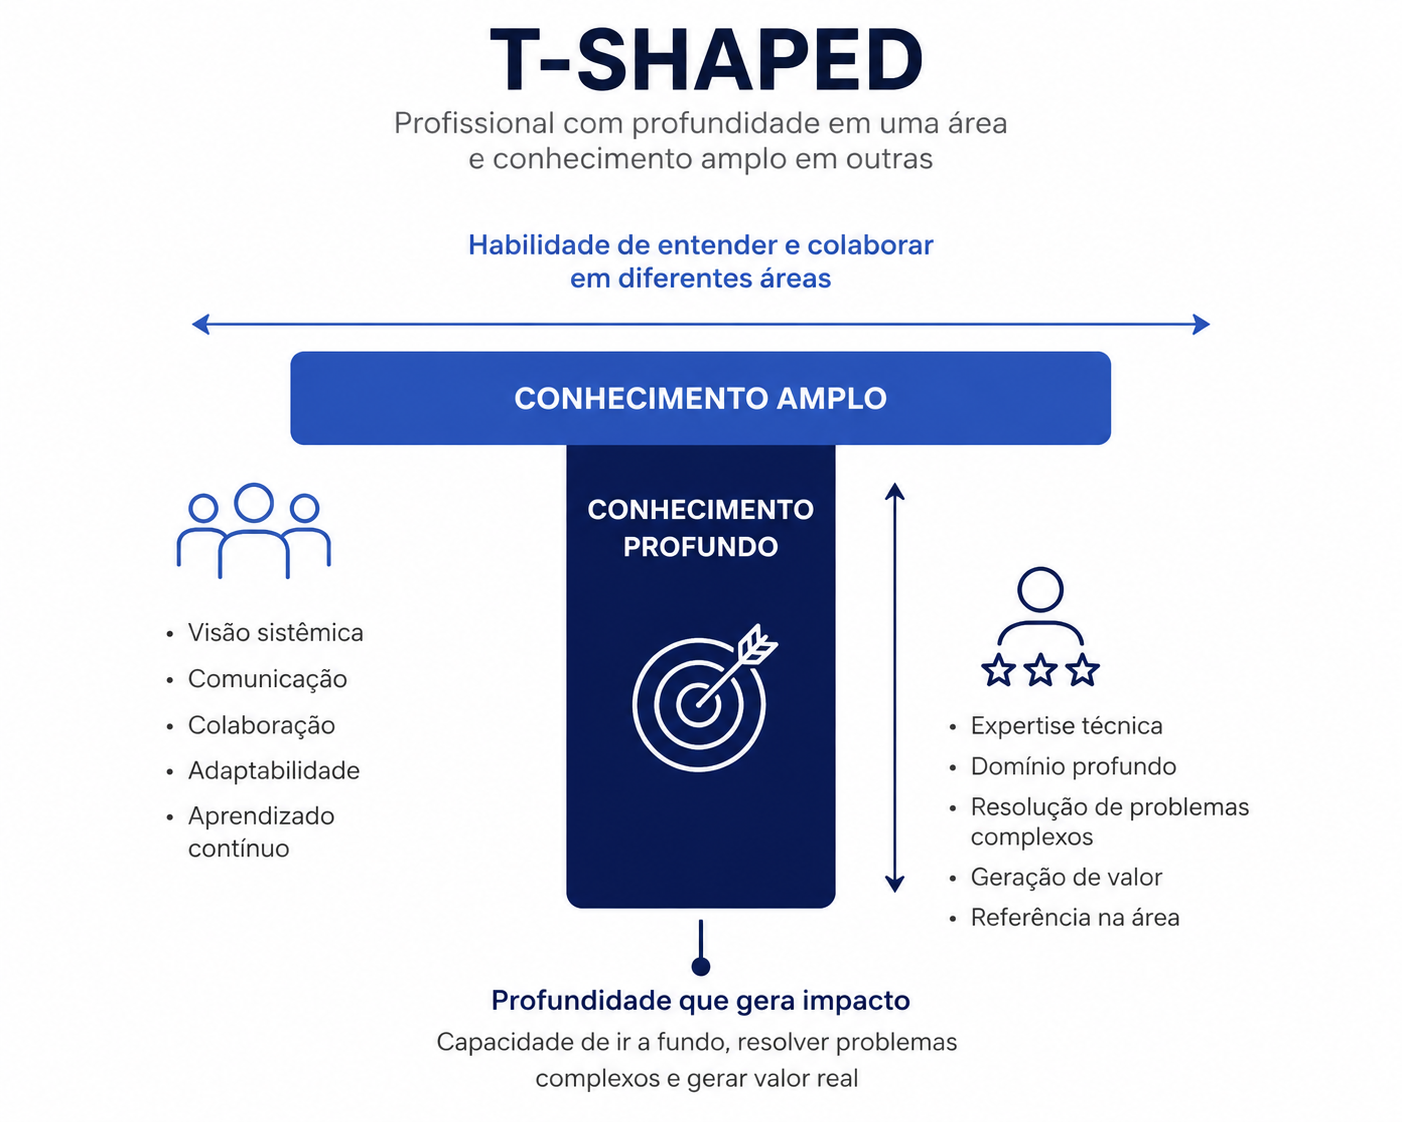 T-SHAPED
Profissional com profundidade em uma área
e conhecimento amplo em outras
Habilidade de entender e colaborar
em diferentes áreas
CONHECIMENTO AMPLO
CONHECIMENTO
PROFUNDO
• Visão sistêmica
• Comunicação
• Colaboração
• Adaptabilidade
• Aprendizado
contínuo
• Expertise técnica
• Domínio profundo
• Resolução de problemas
complexos
• Geração de valor
• Referência na área
Profundidade que gera impacto
Capacidade de ir a fundo, resolver problemas
complexos e gerar valor real